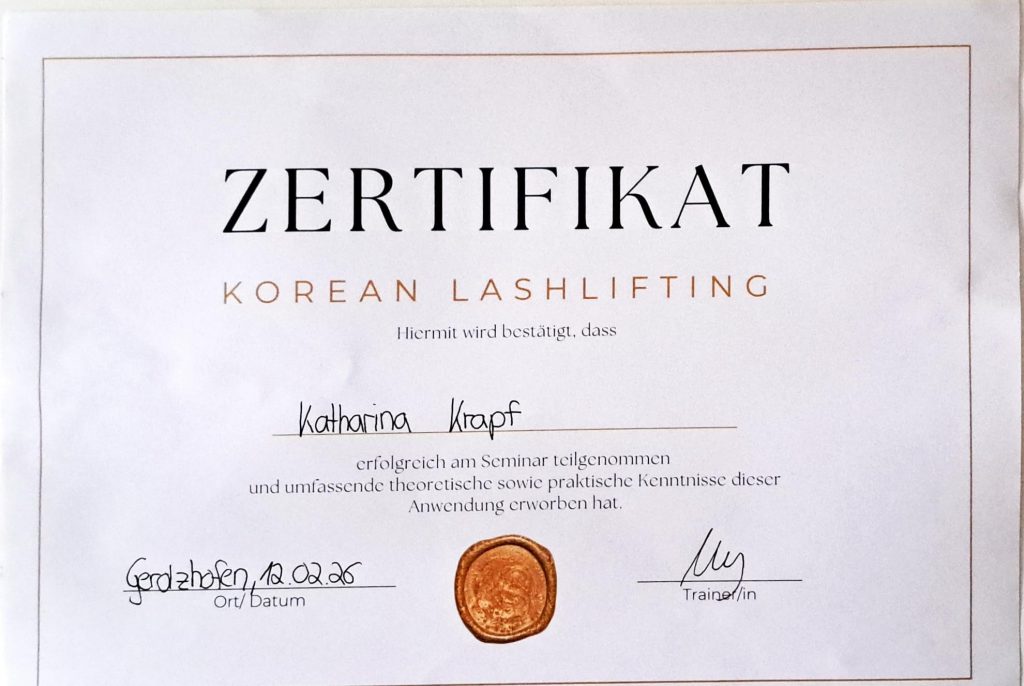 ZERTIFIKAT
KOREAN LASHLIFTING
Hiermit wird bestätigt, dass
Katharina Krapf
erfolgreich am Seminar teilgenommen
und umfassende theoretische sowie praktische Kenntnisse dieser
Anwendung erworben hat.
Gerolzhofen, 12.02.26
Ort/ Datum
Trainer/in